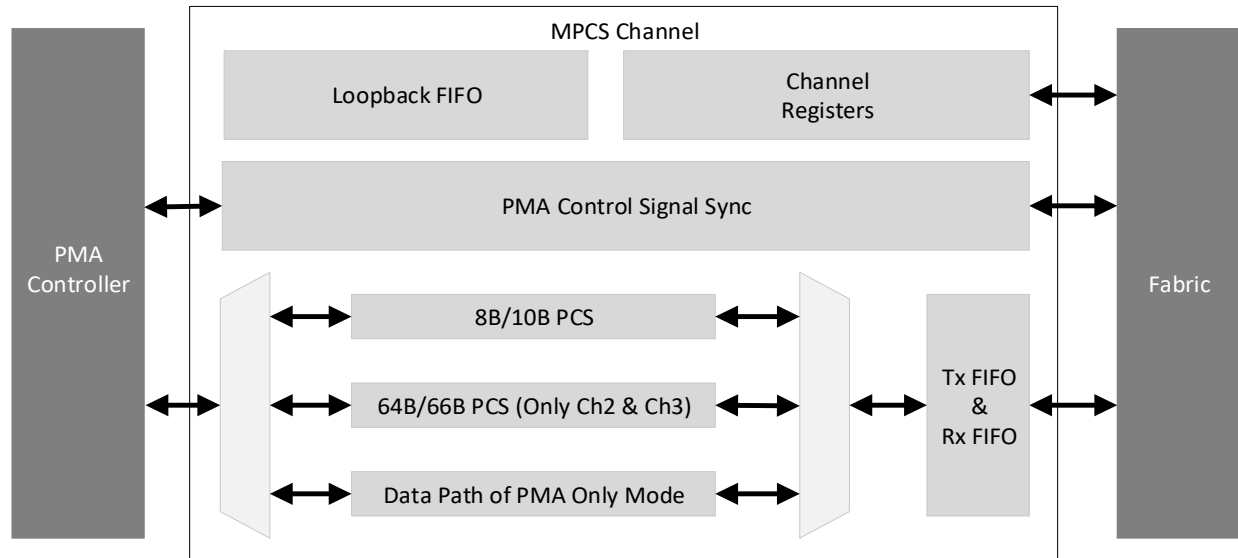 MPCS Channel
Loopback FIFO
Channel
Registers
PMA Control Signal Sync
PMA
Controller
Fabric
8B/10B PCS
64B/66B PCS (Only Ch2 & Ch3)
Data Path of PMA Only Mode
Tx FIFO
&
Rx FIFO